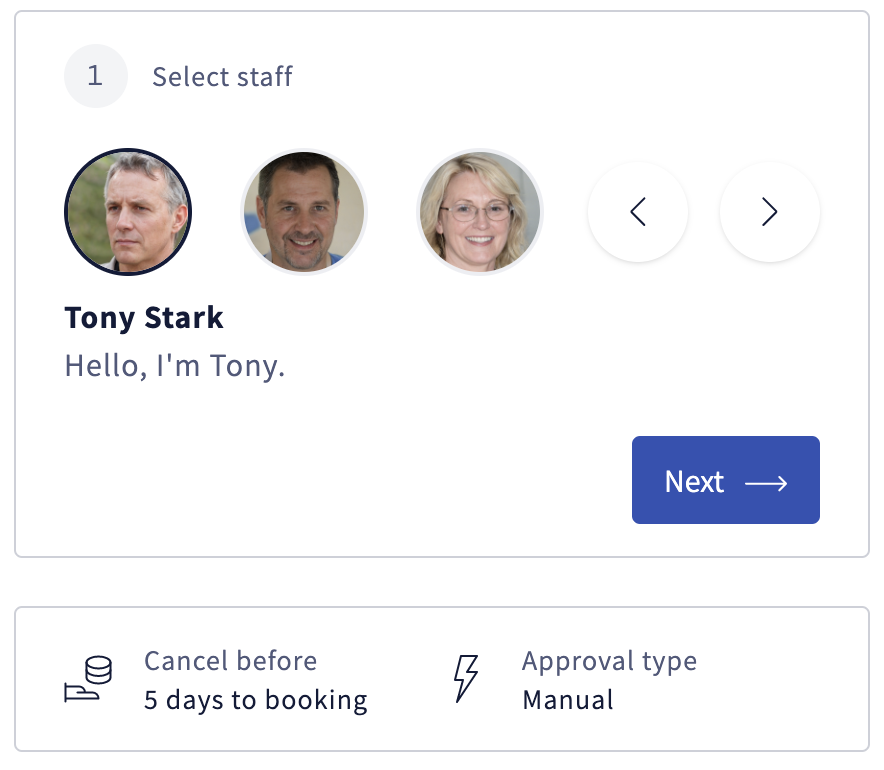 1
Select staff
Tony Stark
Hello, I'm Tony.
Next
Cancel before
5 days to booking
Approval type
Manual